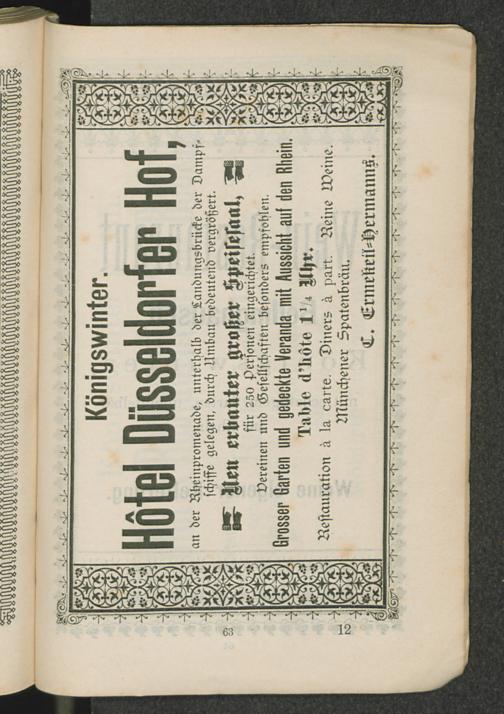 Königswinter.
Hôtel Düsseldorfer Hof,
an der Rheinpromenade, unterhalb der Landungsbrücke der Dampf-
schiffe gelegen, durch Umbau bedeutend vergrößert.
Neu erbauter großer Speisesaal,
für 250 Personen eingerichtet.
Vereinen und Gesellschaften besonders empfohlen.
Grosser Garten und gedeckte Veranda mit Aussicht auf den Rhein.
Table d'hôte 1 1/4 Uhr.
Restauration à la carte. Diners à part. Reine Weine.
Münchener Spatenbräu.
C. Ermekeil-Hermanns.
63
12